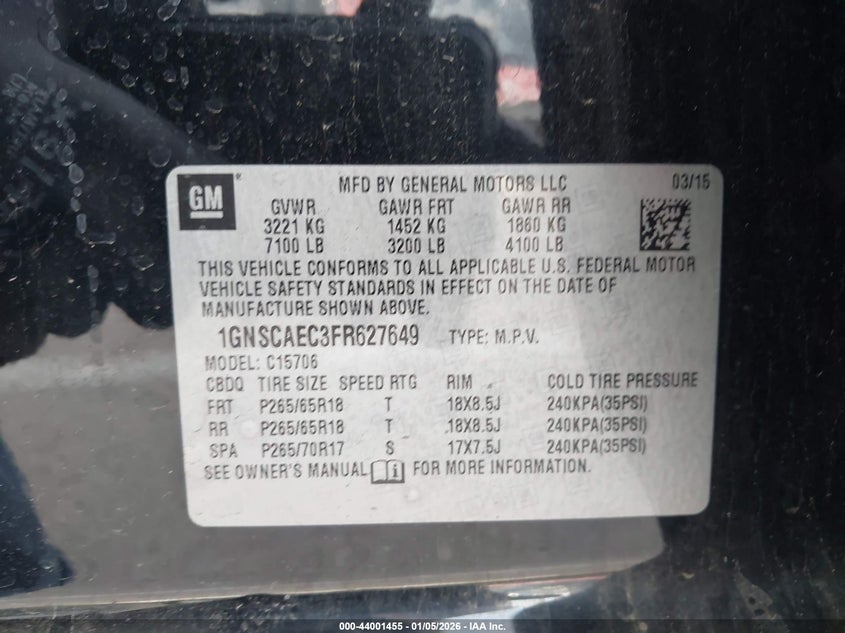 GM
MFD BY GENERAL MOTORS LLC 03/15
GVWR GAWR FRT GAWR RR
3221 KG 1452 KG 1860 KG
7100 LB 3200 LB 4100 LB
THIS VEHICLE CONFORMS TO ALL APPLICABLE U.S. FEDERAL MOTOR
VEHICLE SAFETY STANDARDS IN EFFECT ON THE DATE OF
MANUFACTURE SHOWN ABOVE.
1GNSCAEC3FR627649 TYPE: M.P.V.
MODEL: C15706
CBDQ TIRE SIZE SPEED RTG RIM COLD TIRE PRESSURE
FRT P265/65R18 T 18X8.5J 240KPA(35PSI)
RR P265/65R18 T 18X8.5J 240KPA(35PSI)
SPA P265/70R17 S 17X7.5J 240KPA(35PSI)
SEE OWNER'S MANUAL FOR MORE INFORMATION.
000-44001455 - 01/05/2026 - IAA Inc.